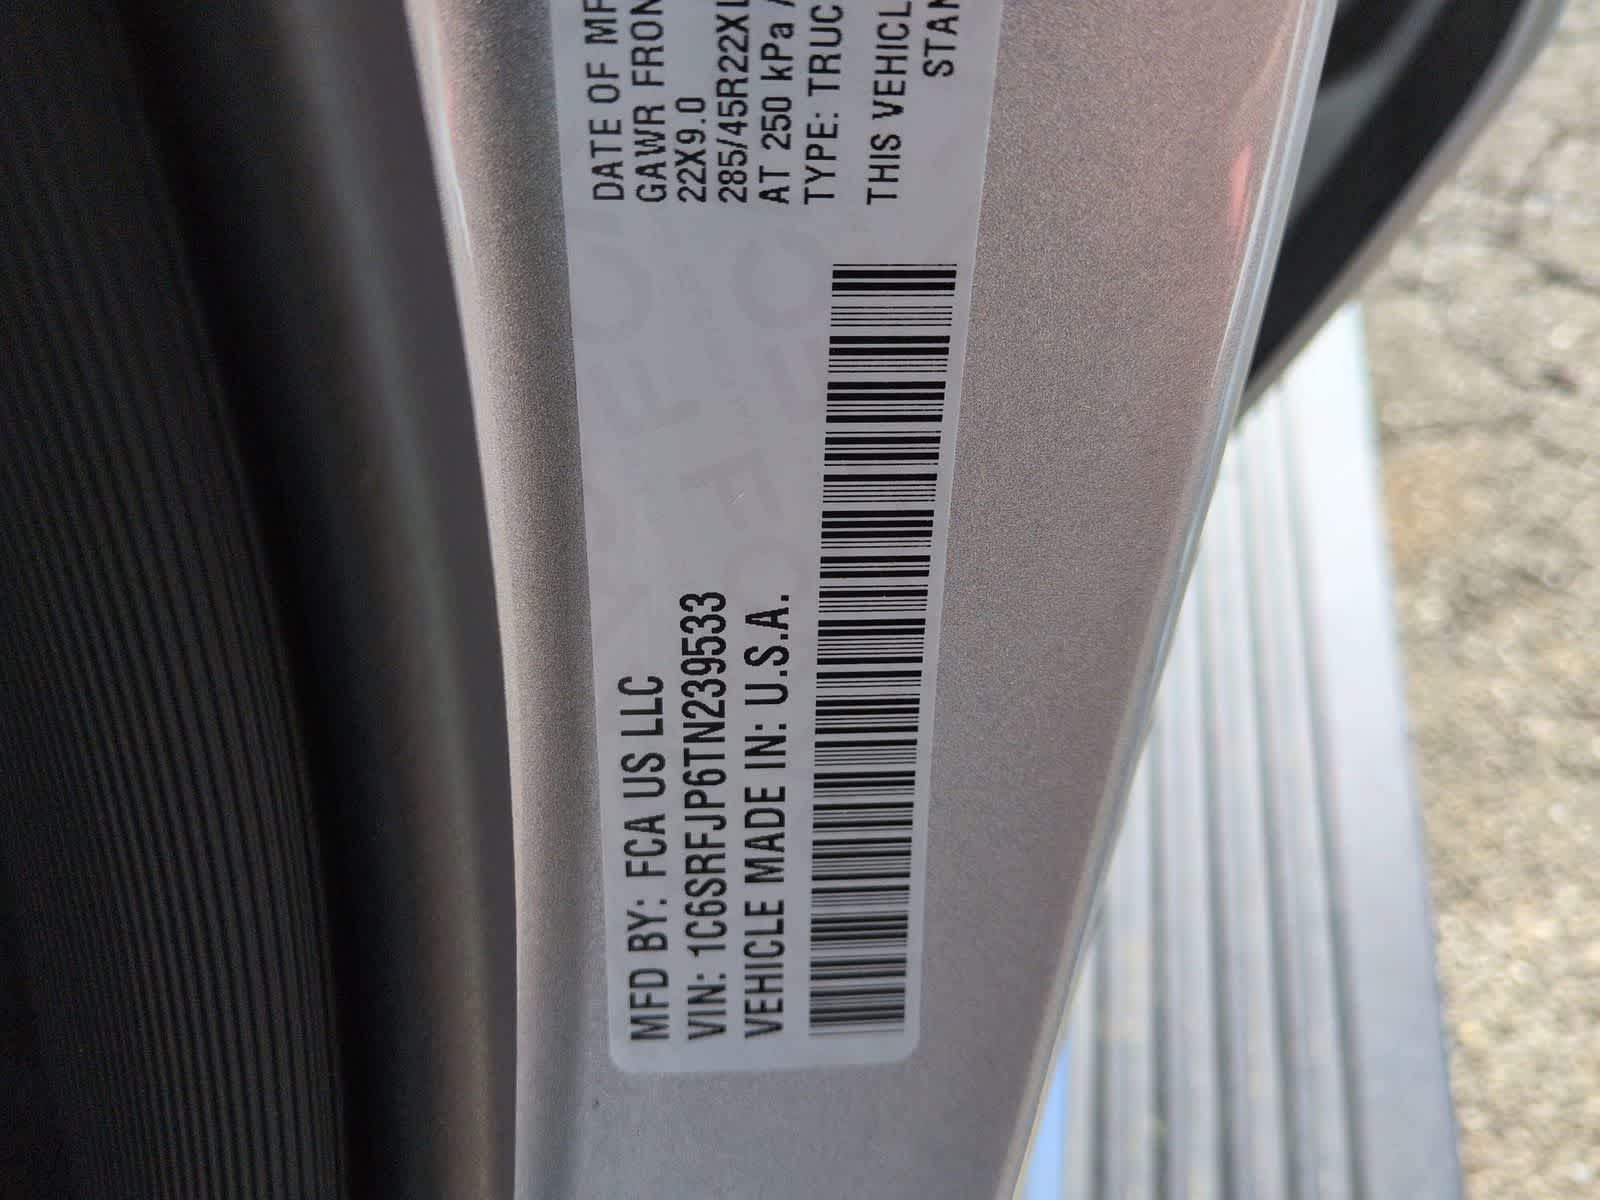 MFD BY: FCA US LLC
VIN: 1C6SRFJP6TN239533
VEHICLE MADE IN: U.S.A.
DATE OF MF
GAWR FRON
22X9.0
285/45R22XL
AT 250 kPa /
TYPE: TRUC
THIS VEHICL
STAN